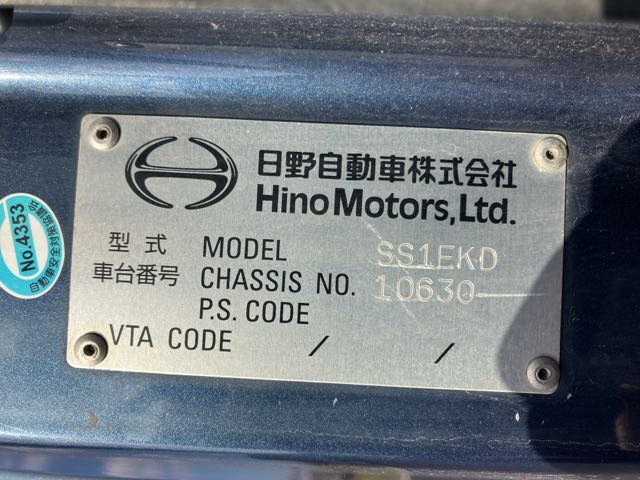 日野自動車株式会社
Hino Motors, Ltd.
型式 MODEL SS1EKD
車台番号 CHASSIS NO. 10630
P.S. CODE
VTA CODE / /
No.4353